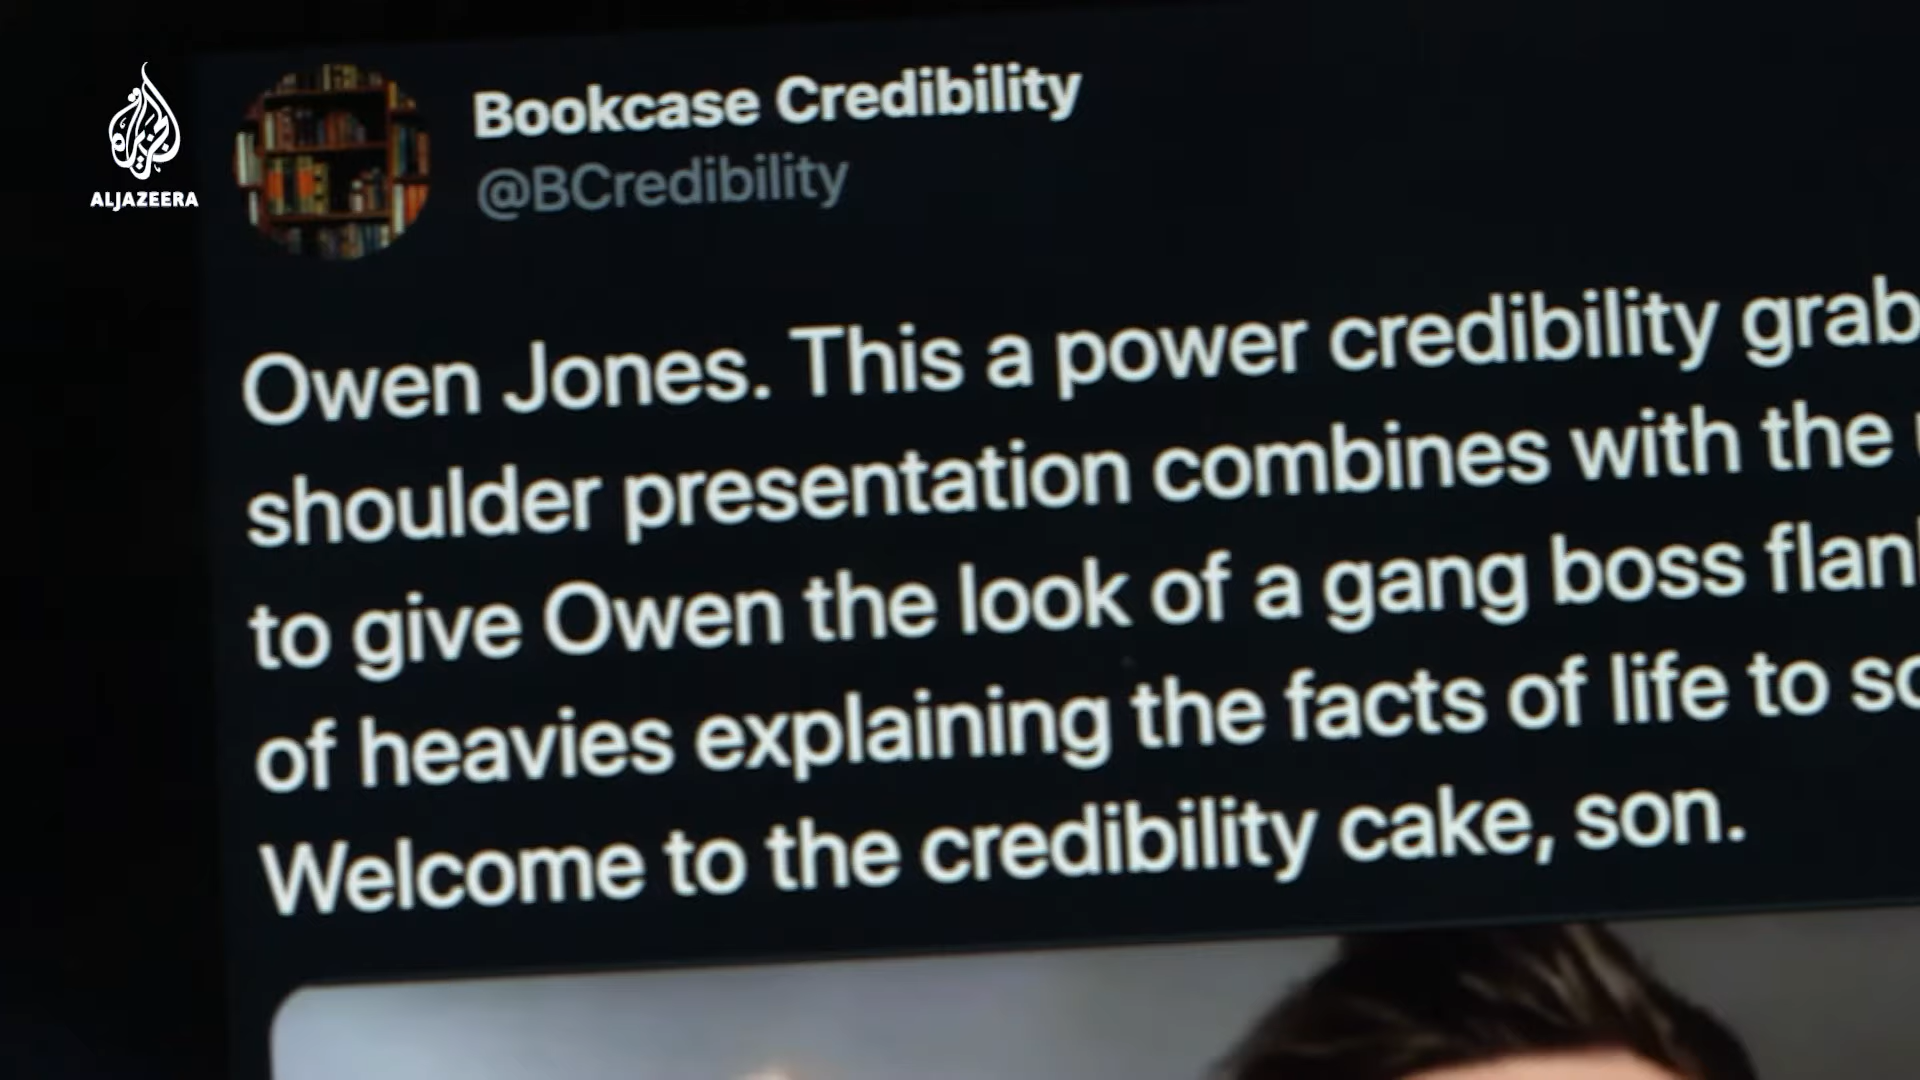 Bookcase Credibility
@BCredibility
ALJAZEERA
Owen Jones. This a power credibility grab
shoulder presentation combines with the
to give Owen the look of a gang boss
of heavies explaining the facts of life to
Welcome to the credibility cake, son.